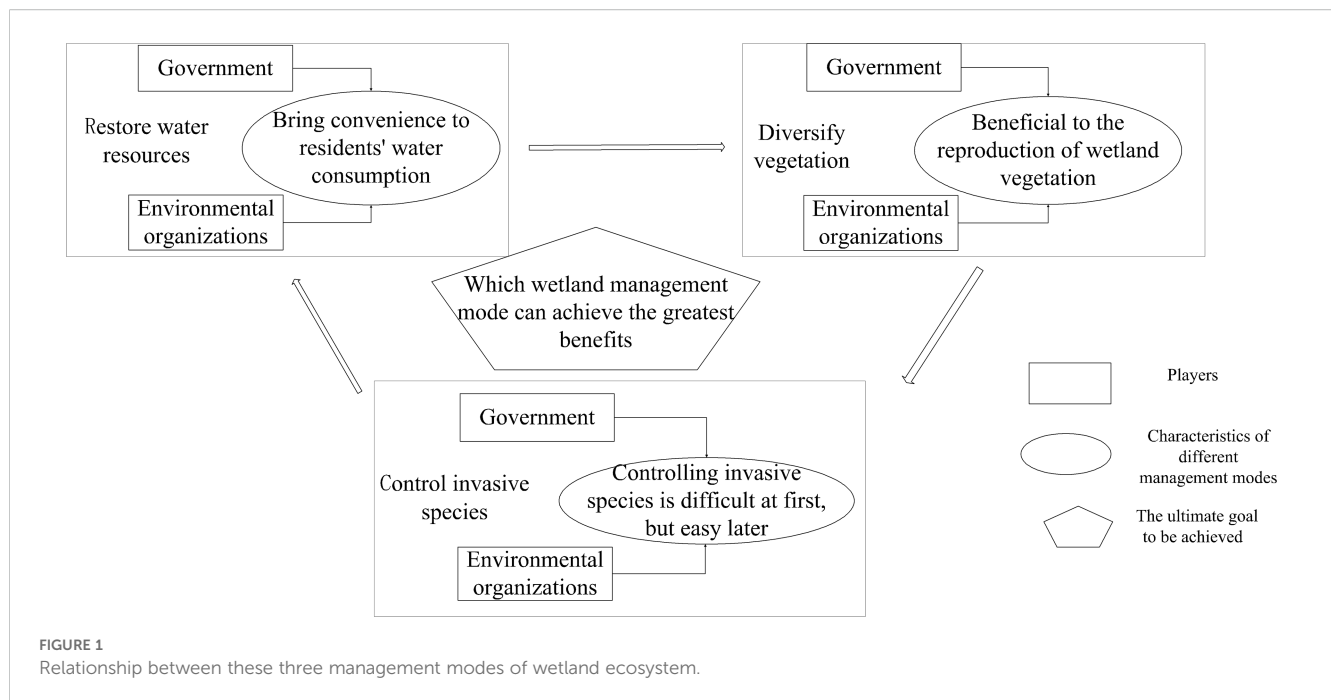 Government
Restore water
resources
Bring convenience to
residents' water
consumption
Environmental
organizations
Government
Diversify
vegetation
Beneficial to the
reproduction of wetland
vegetation
Environmental
organizations
Which wetland management
mode can achieve the greatest
benefits
Government
Control invasive
species
Controlling invasive
species is difficult at first,
but easy later
Environmental
organizations
Players
Characteristics of
different
management modes
The ultimate goal
to be achieved
FIGURE 1
Relationship between these three management modes of wetland ecosystem.